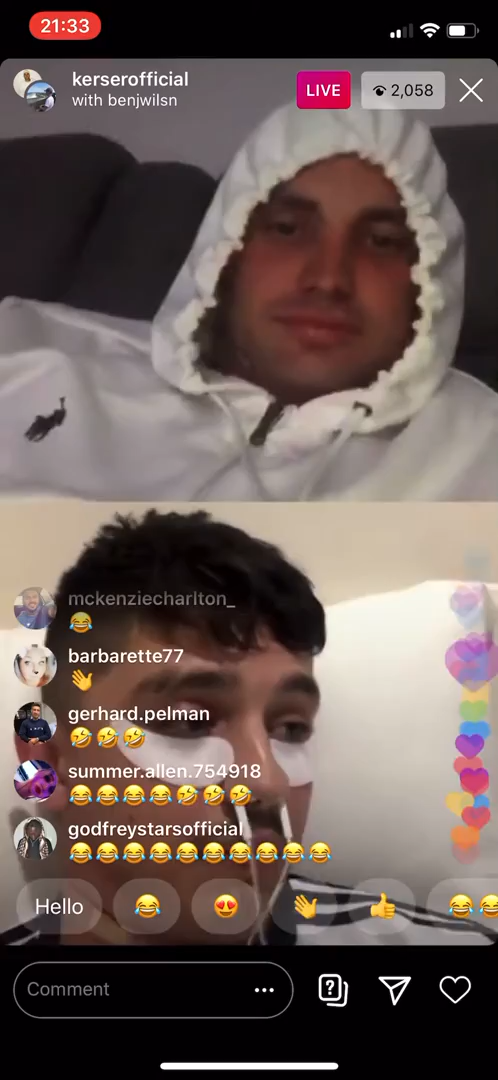 21:33
kerserofficial
with benjwilsn
LIVE
2,058
mckenziecharlton_
😂
barbarette77
👋
gerhard.pelman
🤣🤣🤣
summer.allen.754918
😂😂😂😂🤣🤣🤣
godfreystarsofficial
😂😂😂😂😂😂😂😂😂😂
Hello 😂 😍 👋 👍 😂😂
Comment